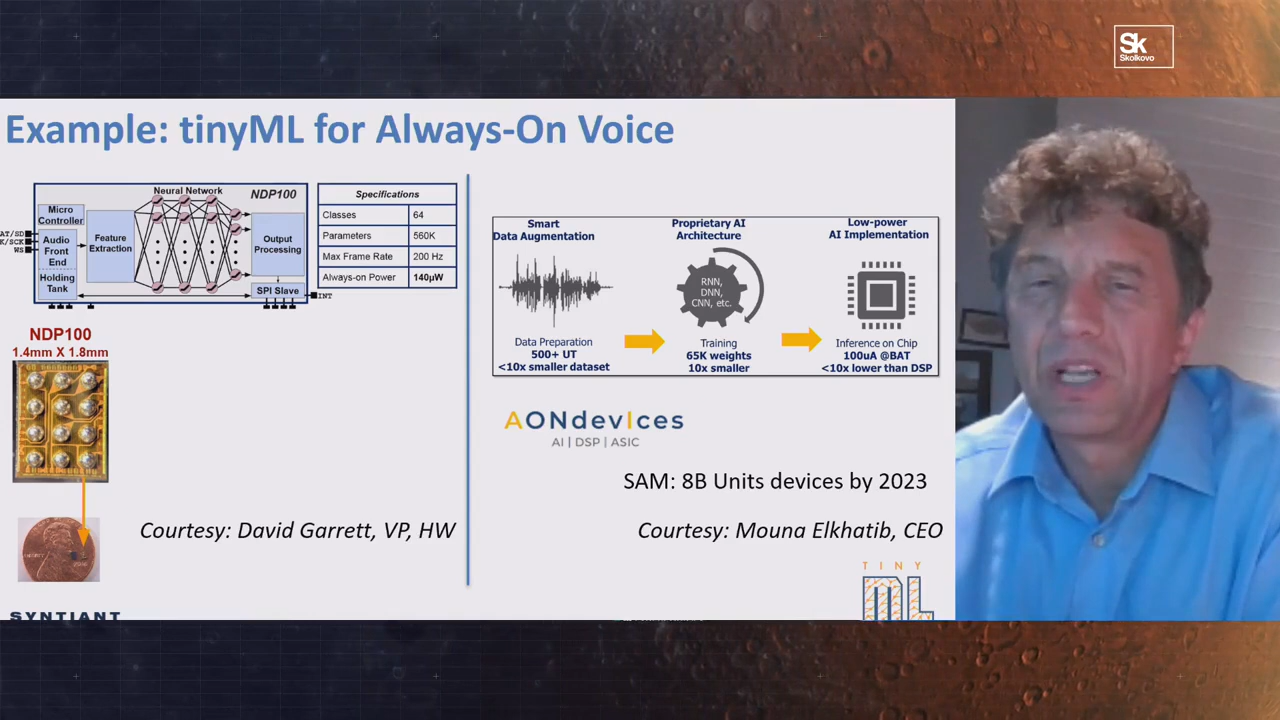 Sk
Skolkovo
Example: tinyML for Always-On Voice
Neural Network
NDP100
Micro
Controller
AT/SD
K/SCK
WS
Audio
Front
End
Holding
Tank
Feature
Extraction
Output
Processing
SPI Slave
INT
Specifications
Classes 64
Parameters 560K
Max Frame Rate 200 Hz
Always-on Power 140µW
NDP100
1.4mm X 1.8mm
Courtesy: David Garrett, VP, HW
SYNTIANT
Smart
Data Augmentation
Proprietary AI
Architecture
Low-power
AI Implementation
RNN,
DNN,
CNN, etc.
Data Preparation
500+ UT
<10x smaller dataset
Training
65K weights
10x smaller
Inference on Chip
100uA @BAT
<10x lower than DSP
AONdevIces
AI | DSP | ASIC
SAM: 8B Units devices by 2023
Courtesy: Mouna Elkhatib, CEO
TINY
ML